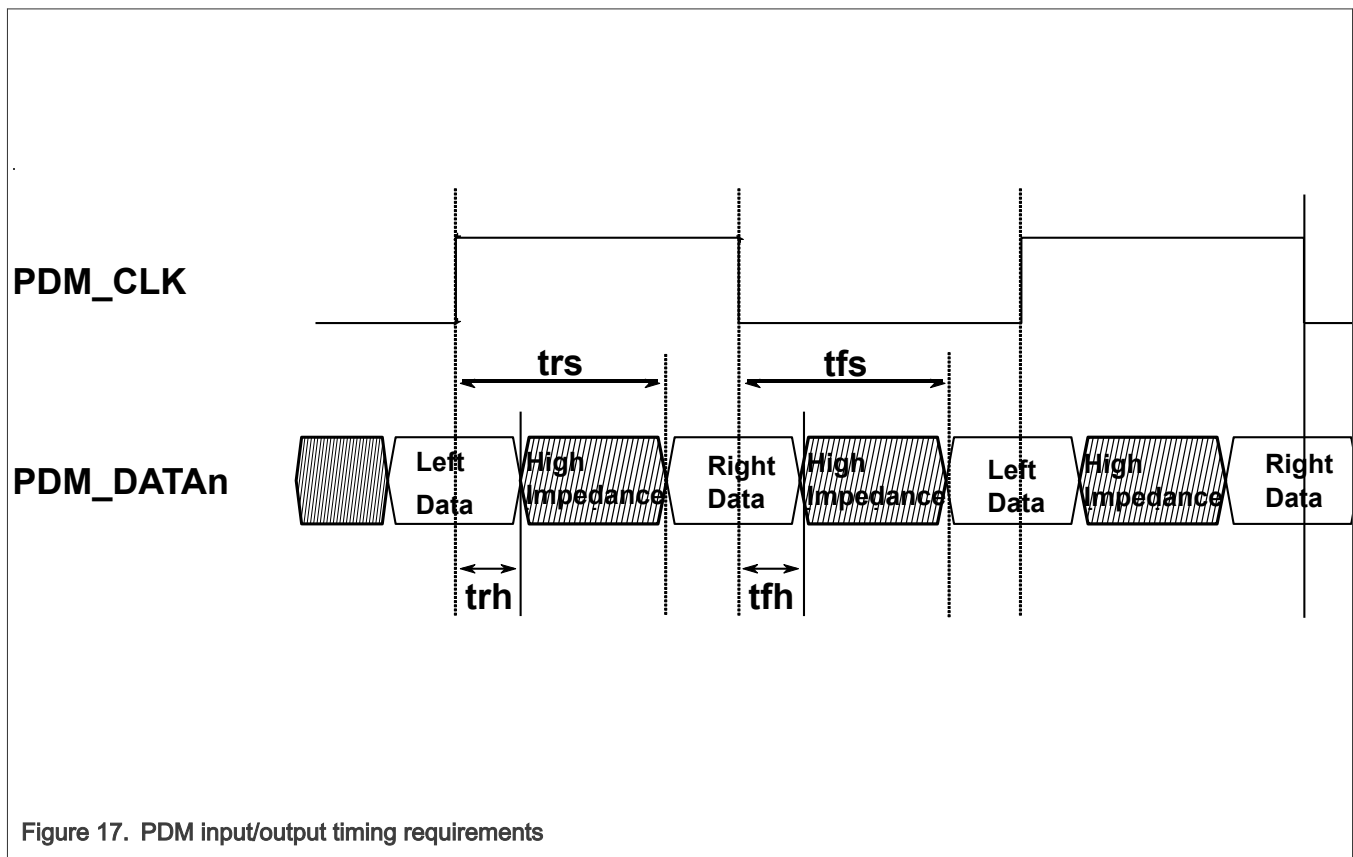 PDM_CLK
trs
tfs
PDM_DATAn
Left
Data
High
Impedance
Right
Data
High
Impedance
Left
Data
High
Impedance
Right
Data
trh
tfh
Figure 17. PDM input/output timing requirements